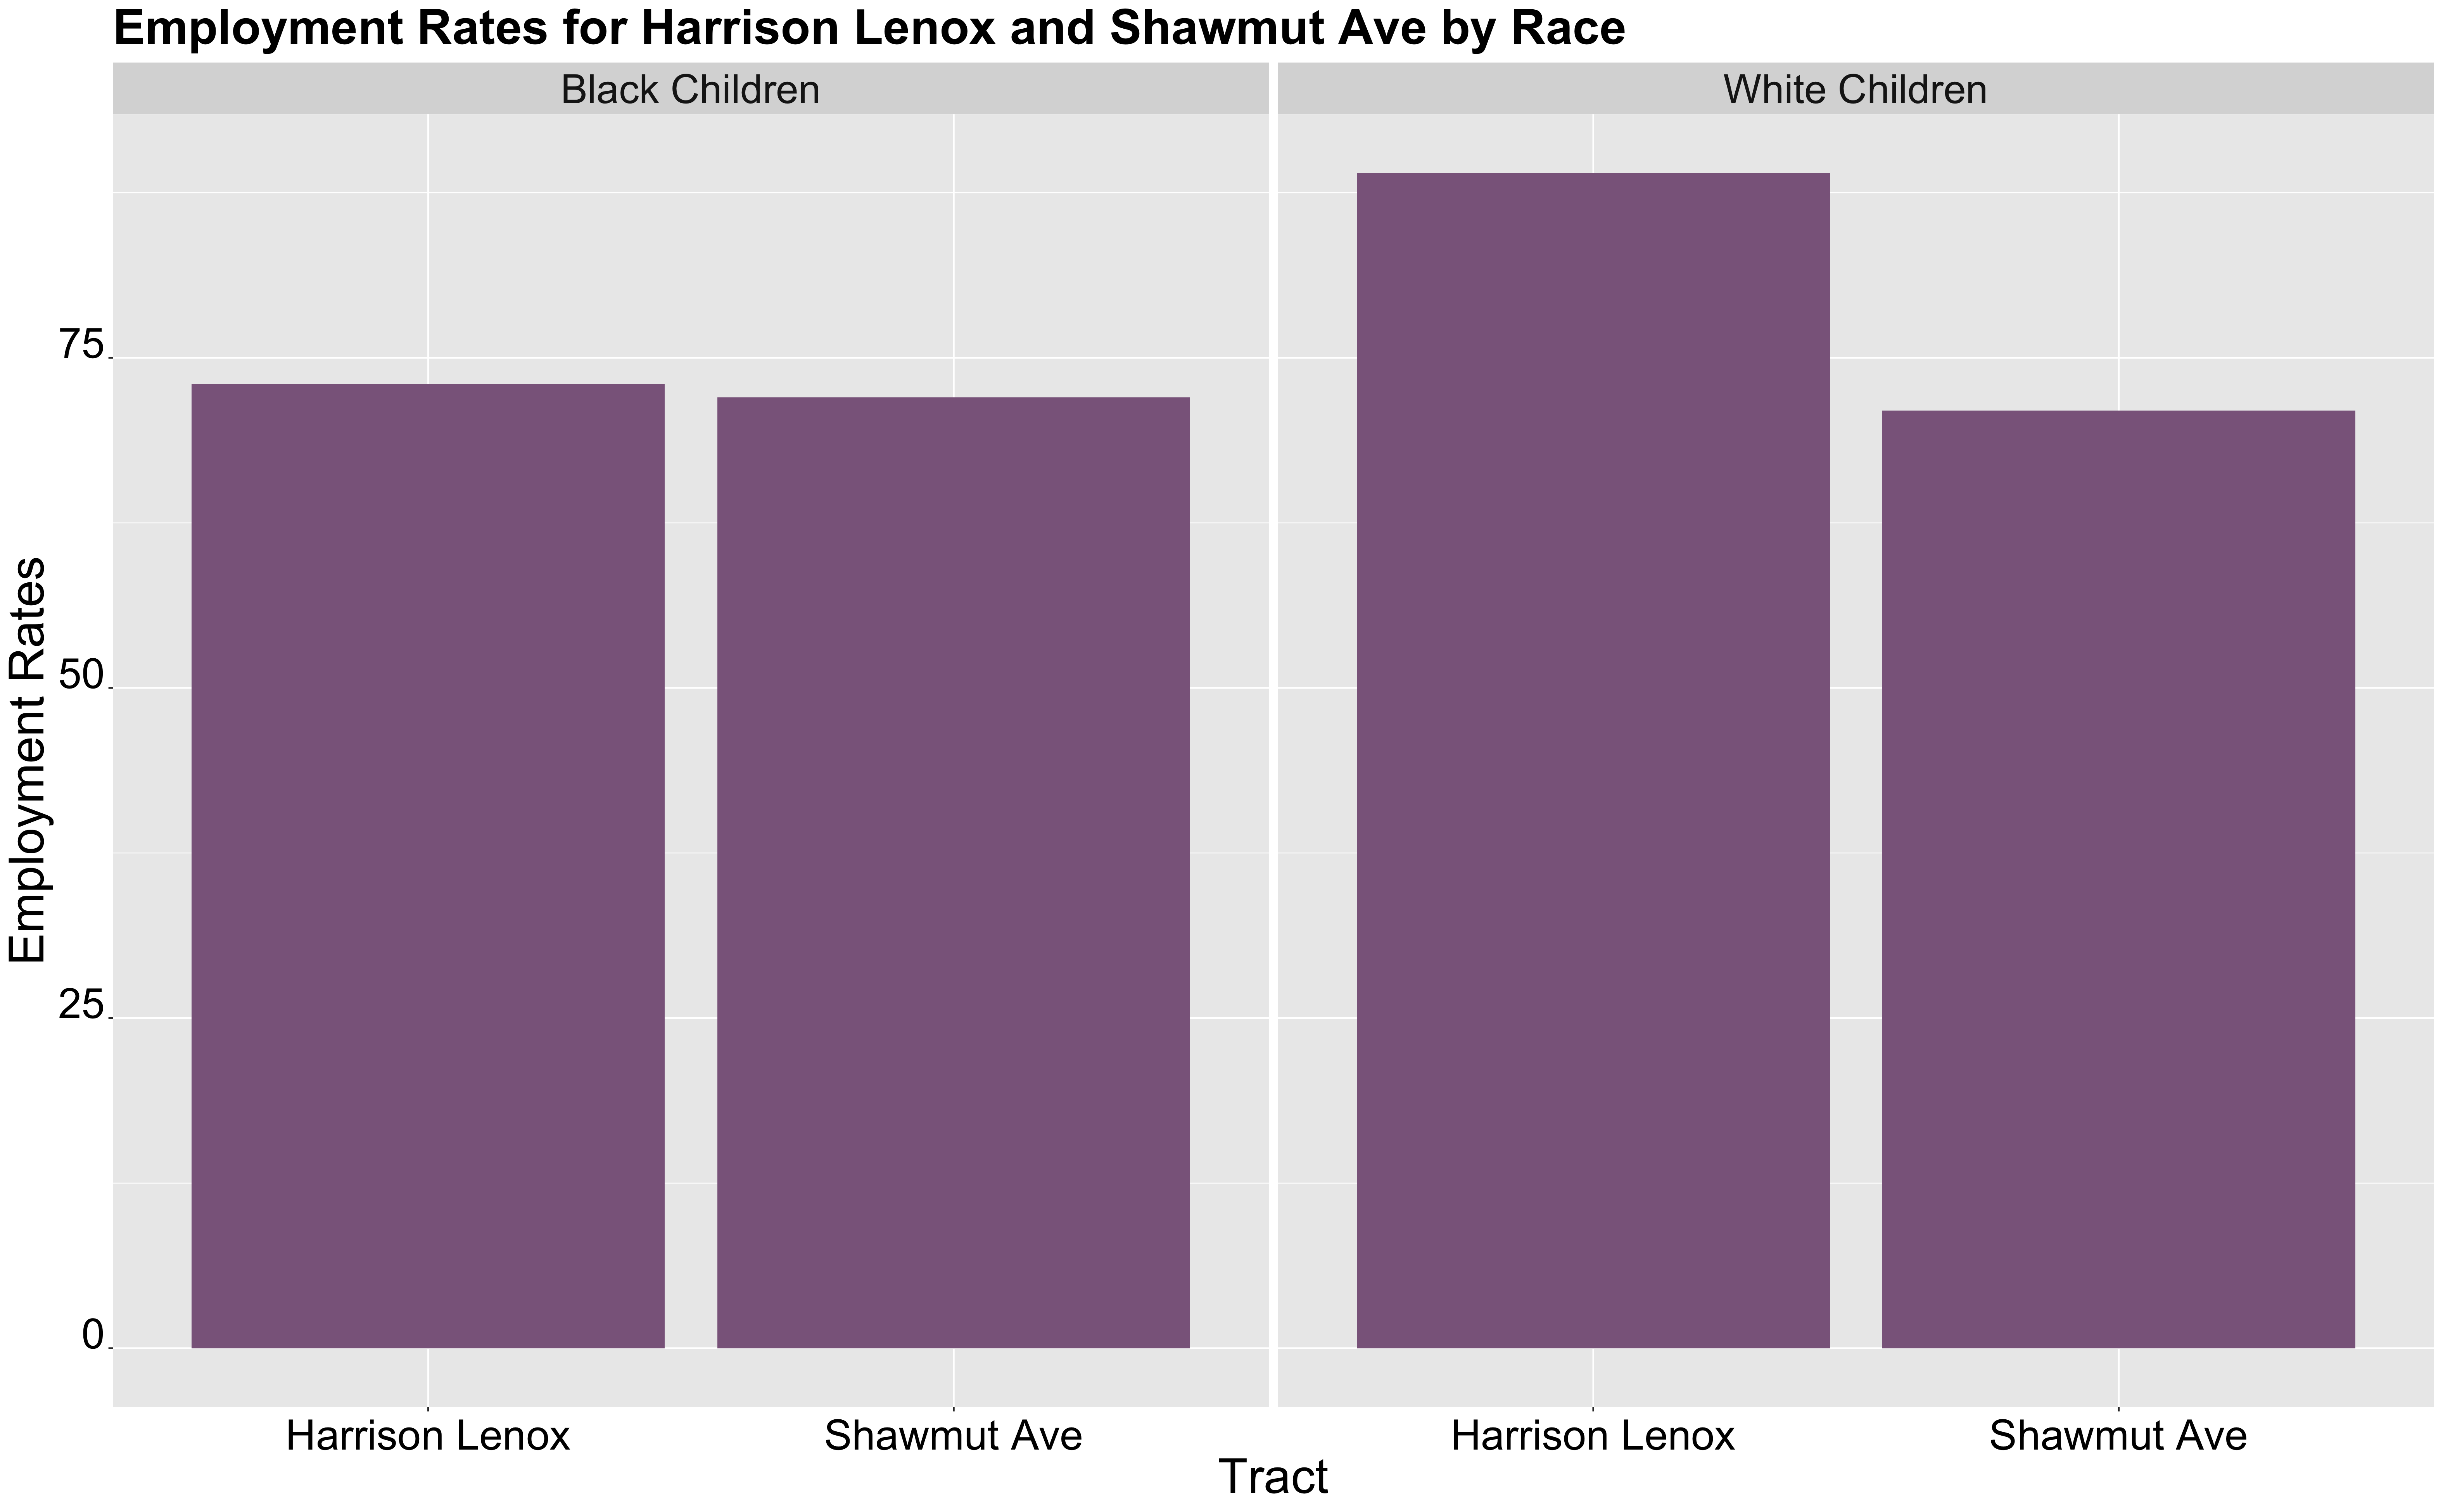 Employment Rates for Harrison Lenox and Shawmut Ave by Race
Black Children
White Children
Employment Rates
75
50
25
0
Harrison Lenox
Shawmut Ave
Harrison Lenox
Shawmut Ave
Tract